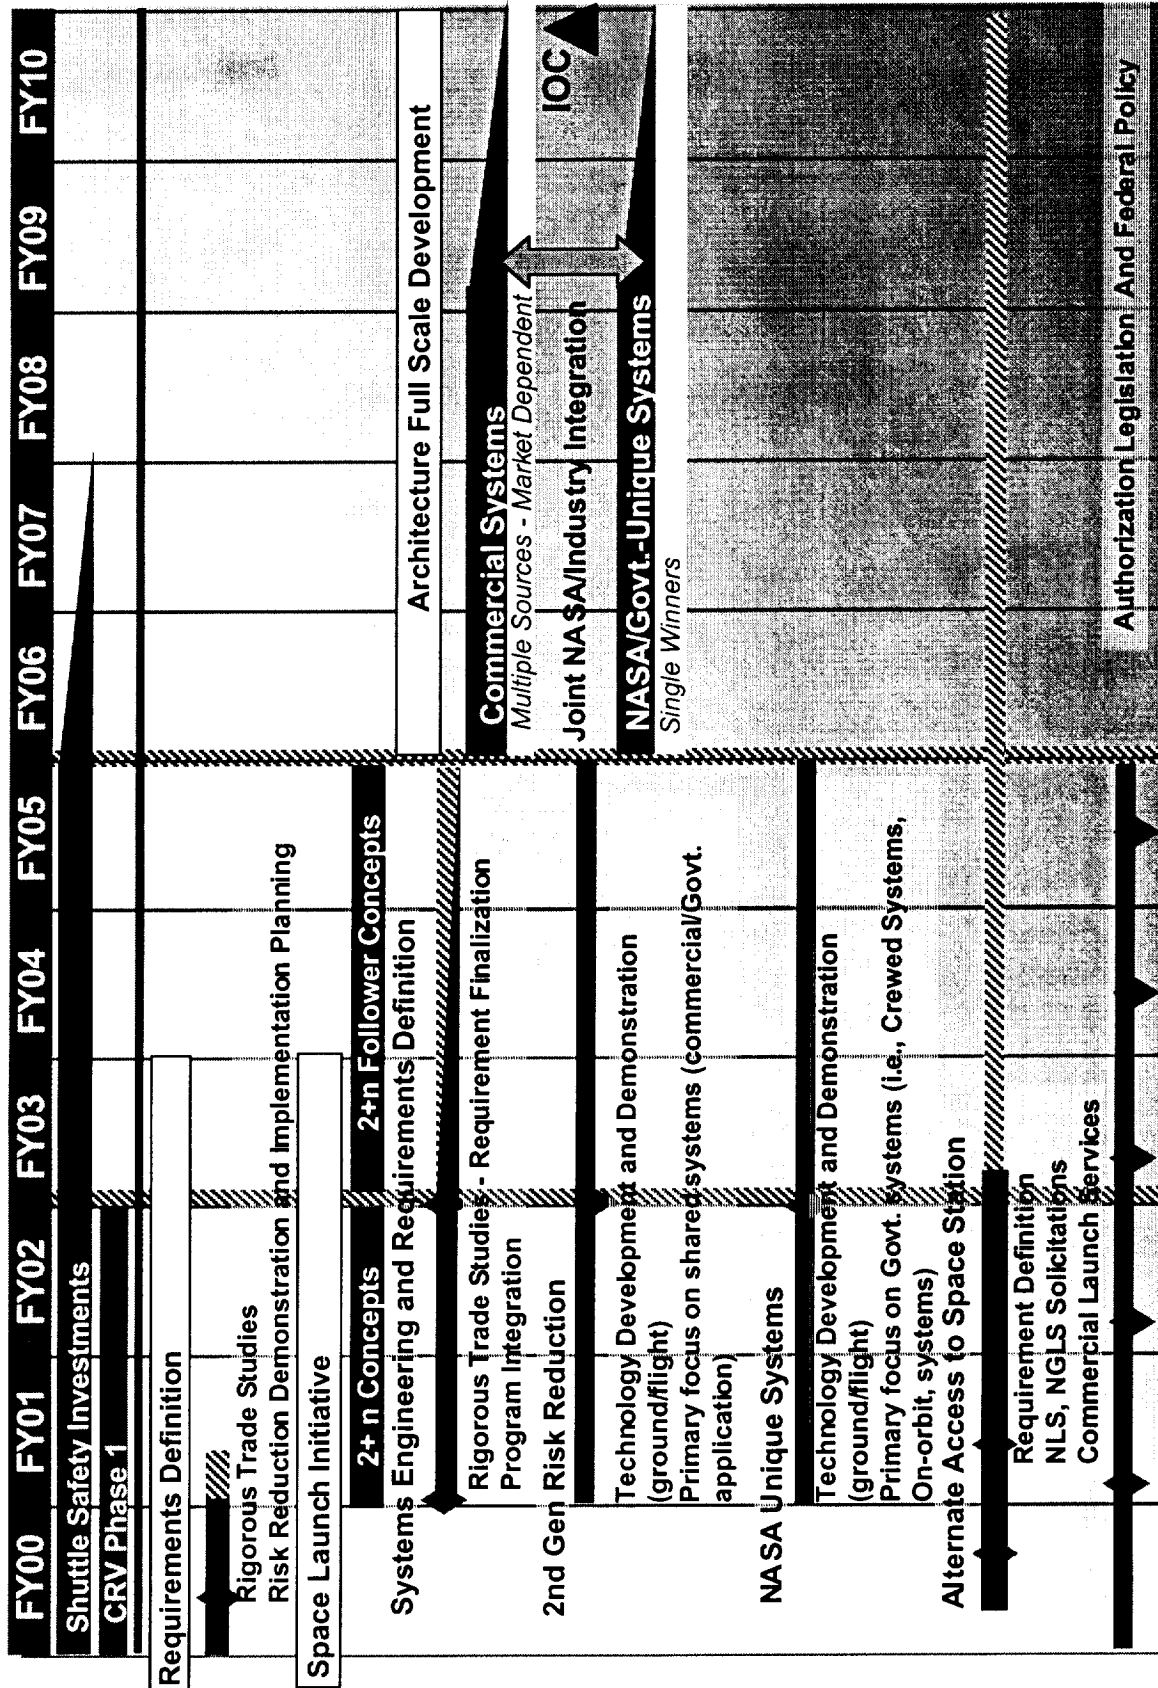 FY00 FY01 FY02 FY03 FY04 FY05 FY06 FY07 FY08 FY09 FY10
Shuttle Safety Investments
CRV Phase 1
Requirements Definition
Rigorous Trade Studies
Risk Reduction Demonstration and Implementation Planning
Space Launch Initiative
Architecture Full Scale Development
2+ n Concepts
2+n Follower Concepts
Systems Engineering and Requirements Definition
Rigorous Trade Studies - Requirement Finalization
Program Integration
Commercial Systems
Multiple Sources - Market Dependent
Joint NASA/Industry Integration
IOC
NASA/Govt.-Unique Systems
Single Winners
2nd Gen Risk Reduction
Technology Development and Demonstration
(ground/flight)
Primary focus on shared systems (commercial/Govt.
application)
NASA Unique Systems
Technology Development and Demonstration
(ground/flight)
Primary focus on Govt. systems (i.e., Crewed Systems,
On-orbit, systems)
Alternate Access to Space Station
Requirement Definition
NLS, NGLS Solicitations
Commercial Launch Services
Authorization Legislation And Federal Policy